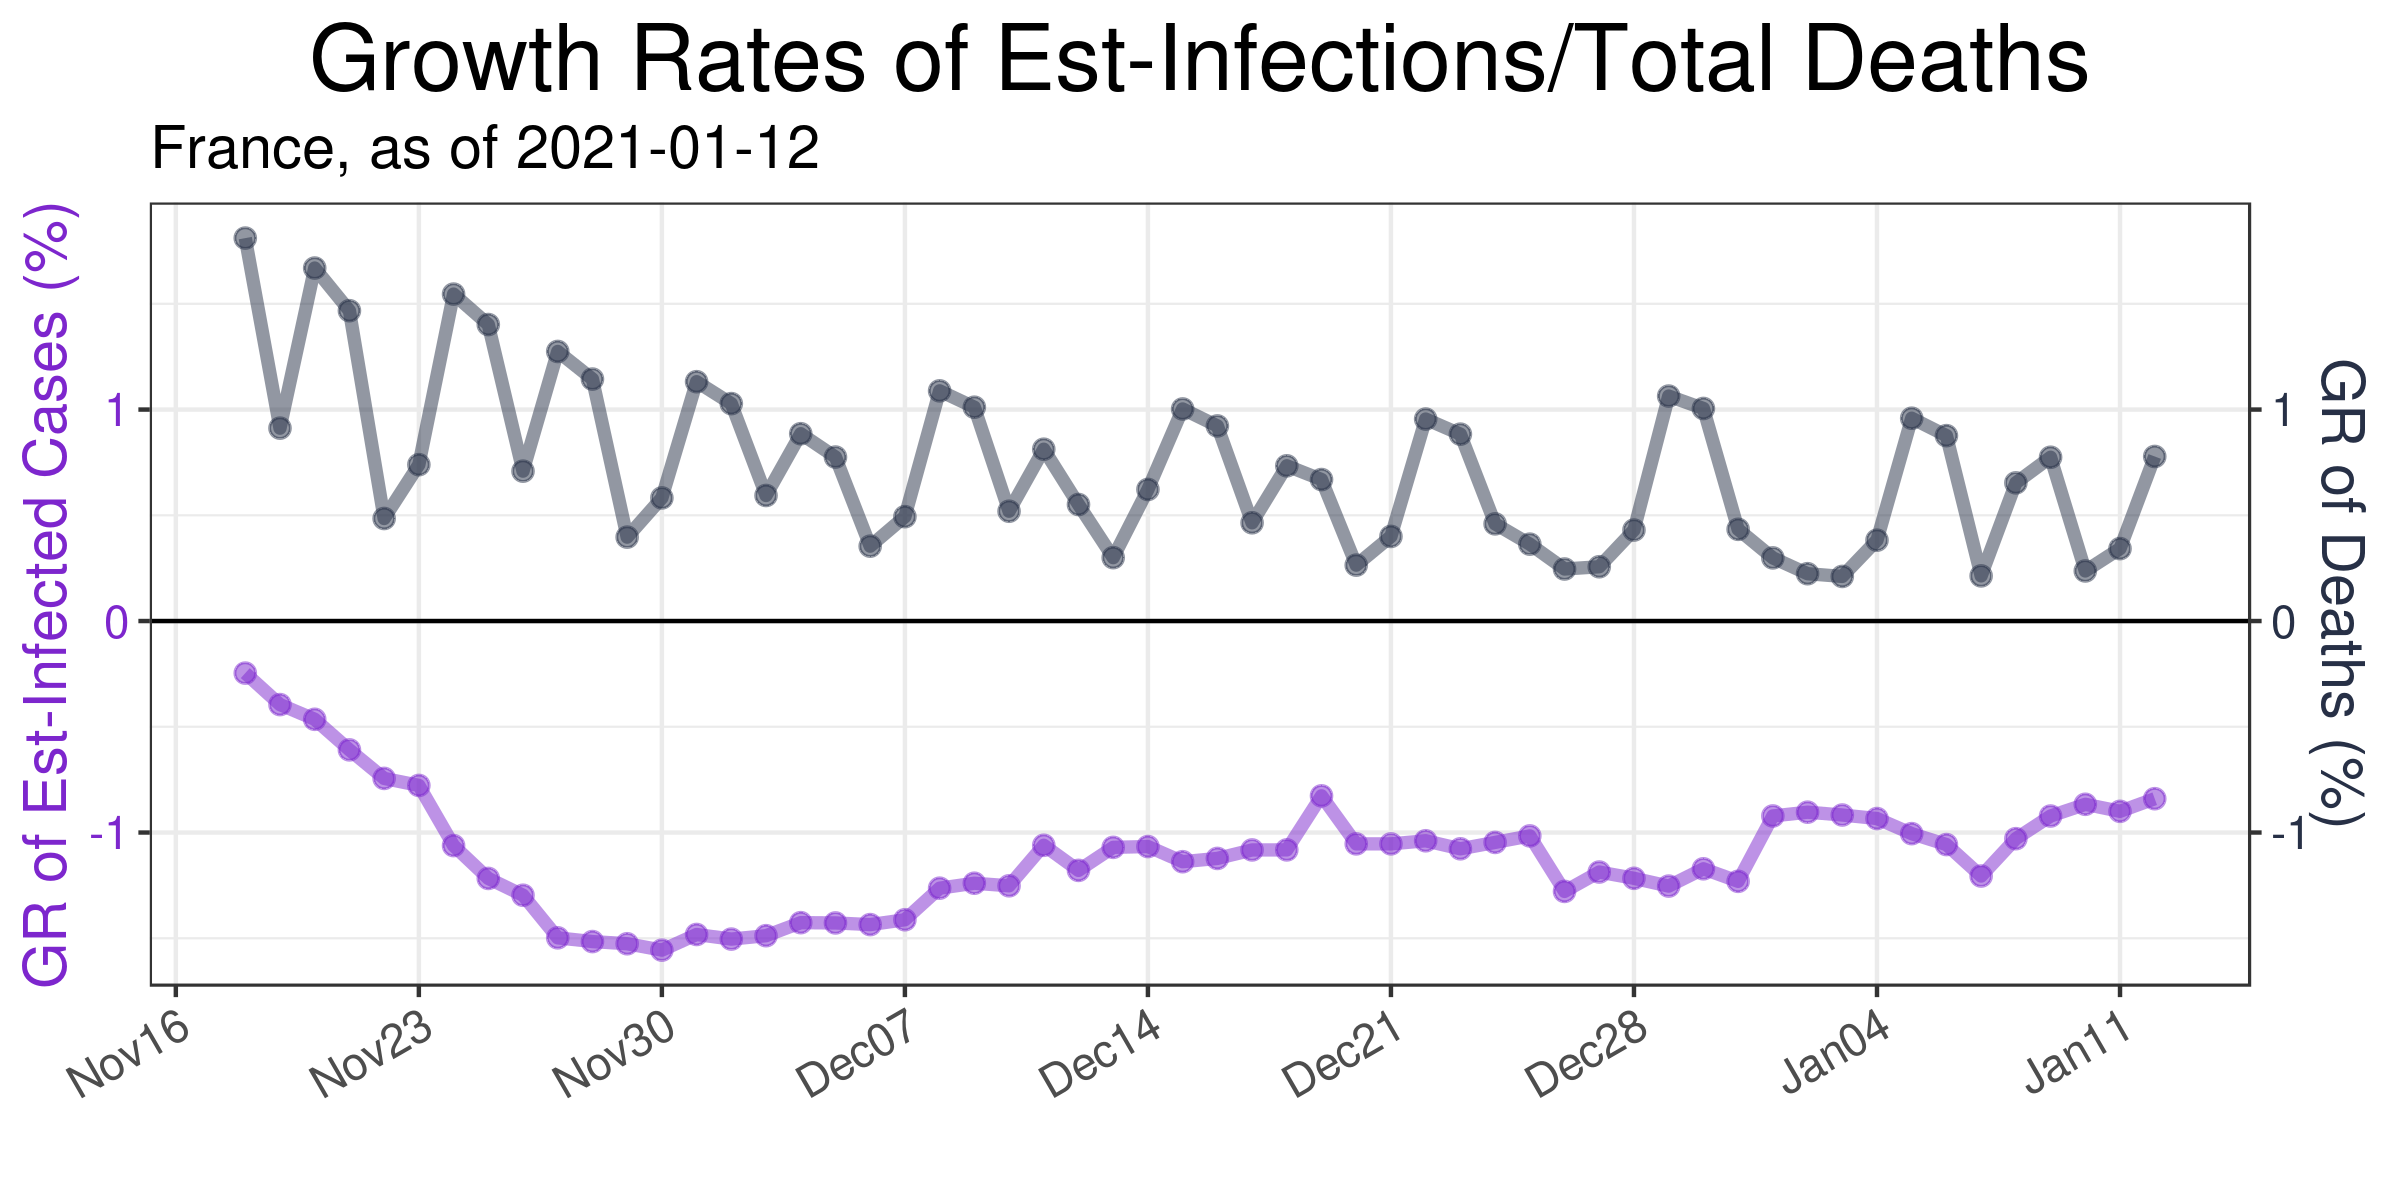 Growth Rates of Est-Infections/Total Deaths
France, as of 2021-01-12
GR of Est-Infected Cases (%)
1
0
-1
GR of Deaths (%)
1
0
-1
Nov16
Nov23
Nov30
Dec07
Dec14
Dec21
Dec28
Jan04
Jan11